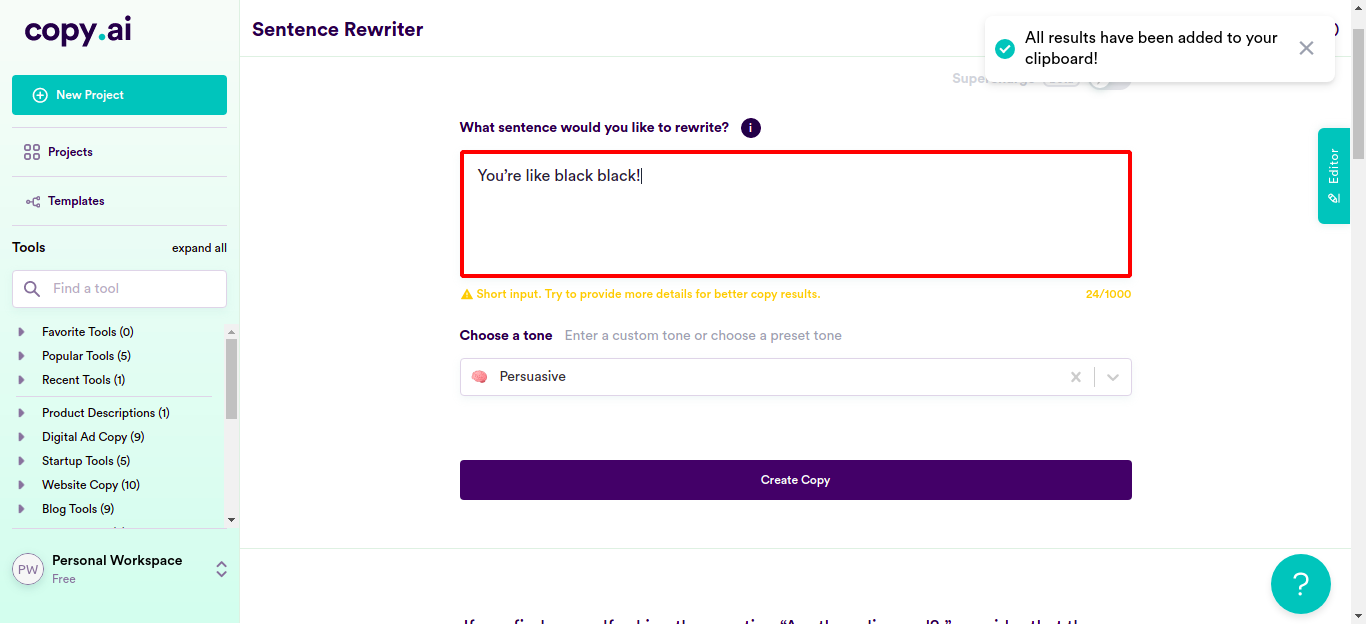 copy.ai
New Project
Projects
Templates
Tools
expand all
Find a tool
Favorite Tools (0)
Popular Tools (5)
Recent Tools (1)
Product Descriptions (1)
Digital Ad Copy (9)
Startup Tools (5)
Website Copy (10)
Blog Tools (9)
PW
Personal Workspace
Free
Sentence Rewriter
All results have been added to your
clipboard!
What sentence would you like to rewrite?
You're like black black!
Short input. Try to provide more details for better copy results.
24/1000
Choose a tone
Enter a custom tone or choose a preset tone
Persuasive
Create Copy
Editor
?